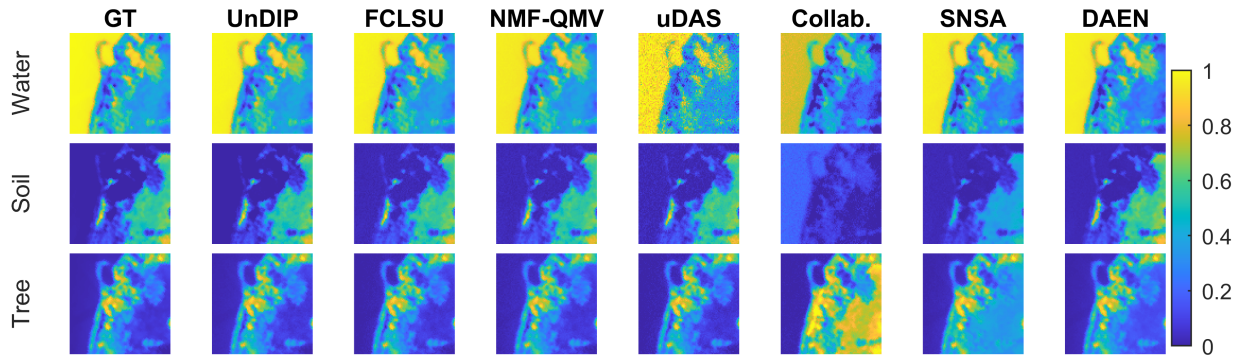 GT UnDIP FCLSU NMF-QMV uDAS Collab. SNSA DAEN
Water
Soil
Tree
1
0.8
0.6
0.4
0.2
0